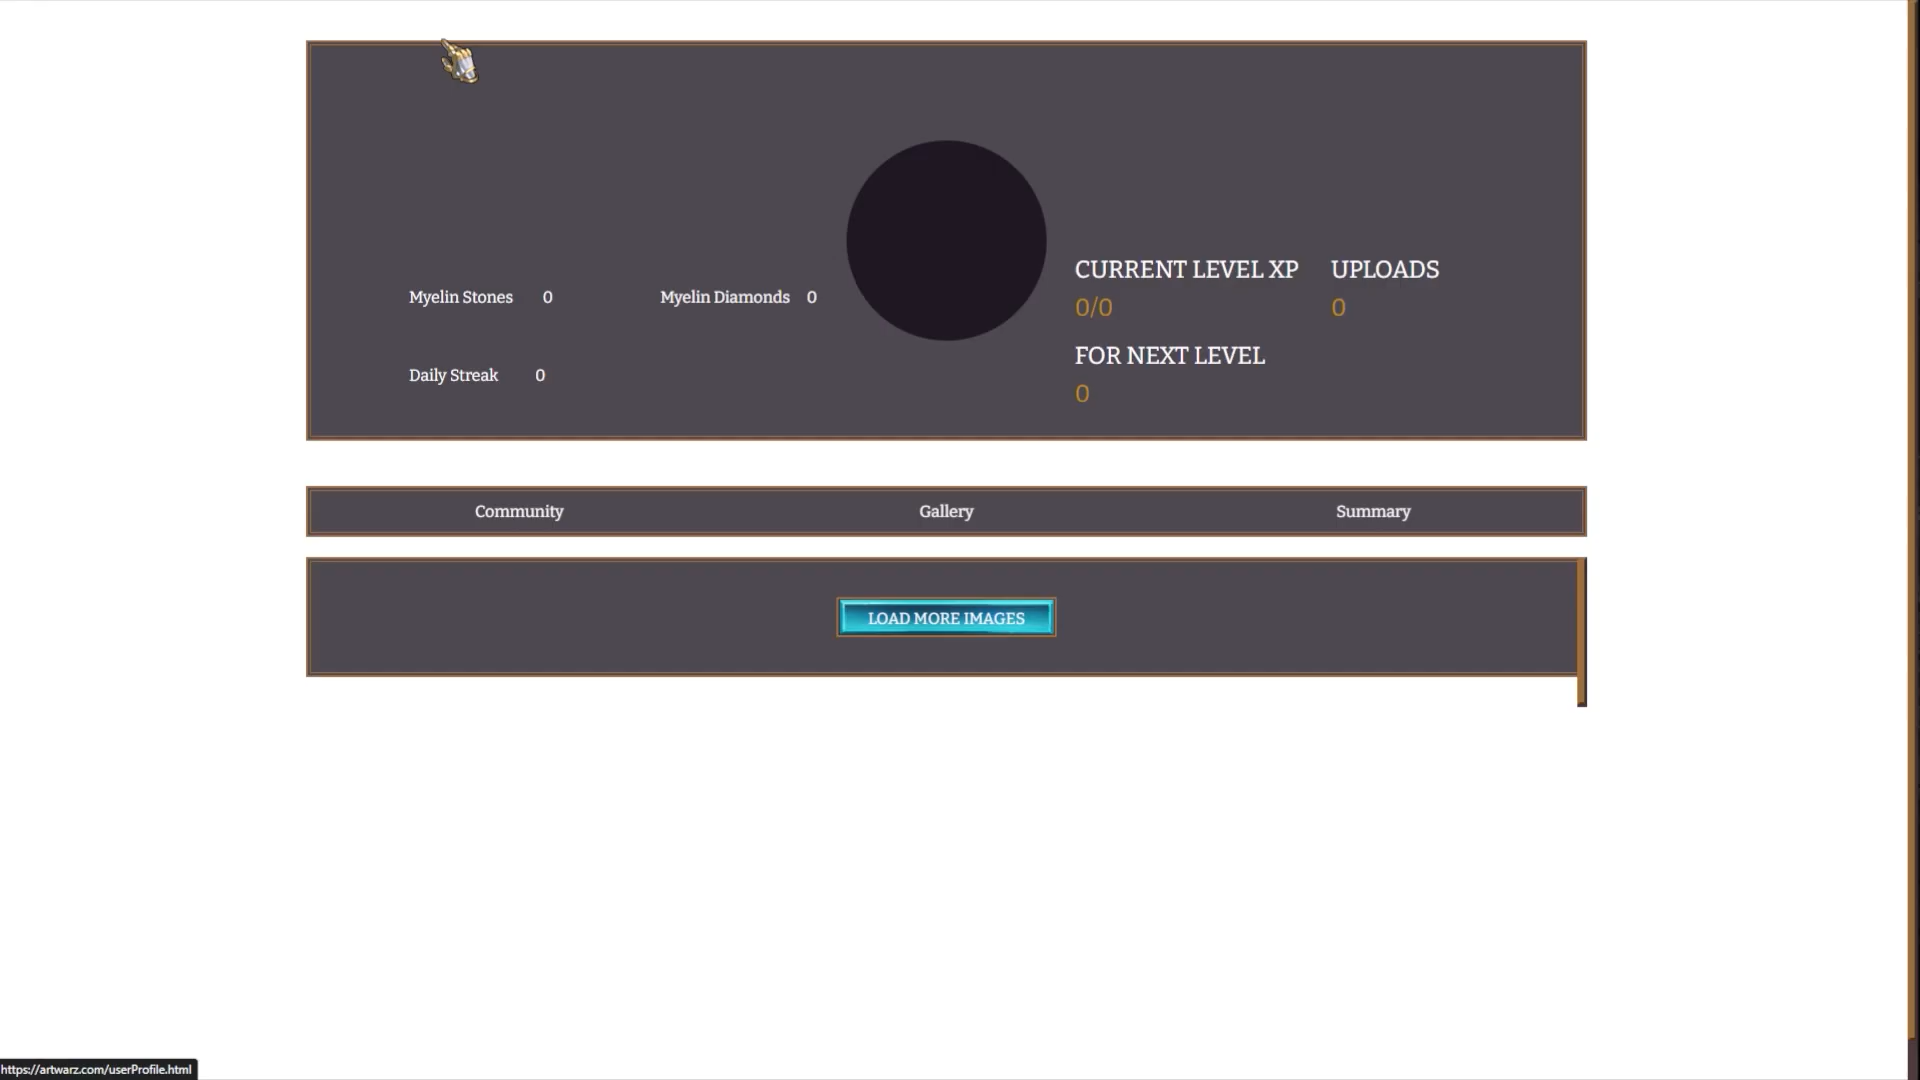 CURRENT LEVEL XP
0/0
UPLOADS
0
Myelin Stones 0
Myelin Diamonds 0
FOR NEXT LEVEL
0
Daily Streak 0
Community
Gallery
Summary
LOAD MORE IMAGES
https://artwarz.com/userProfile.html